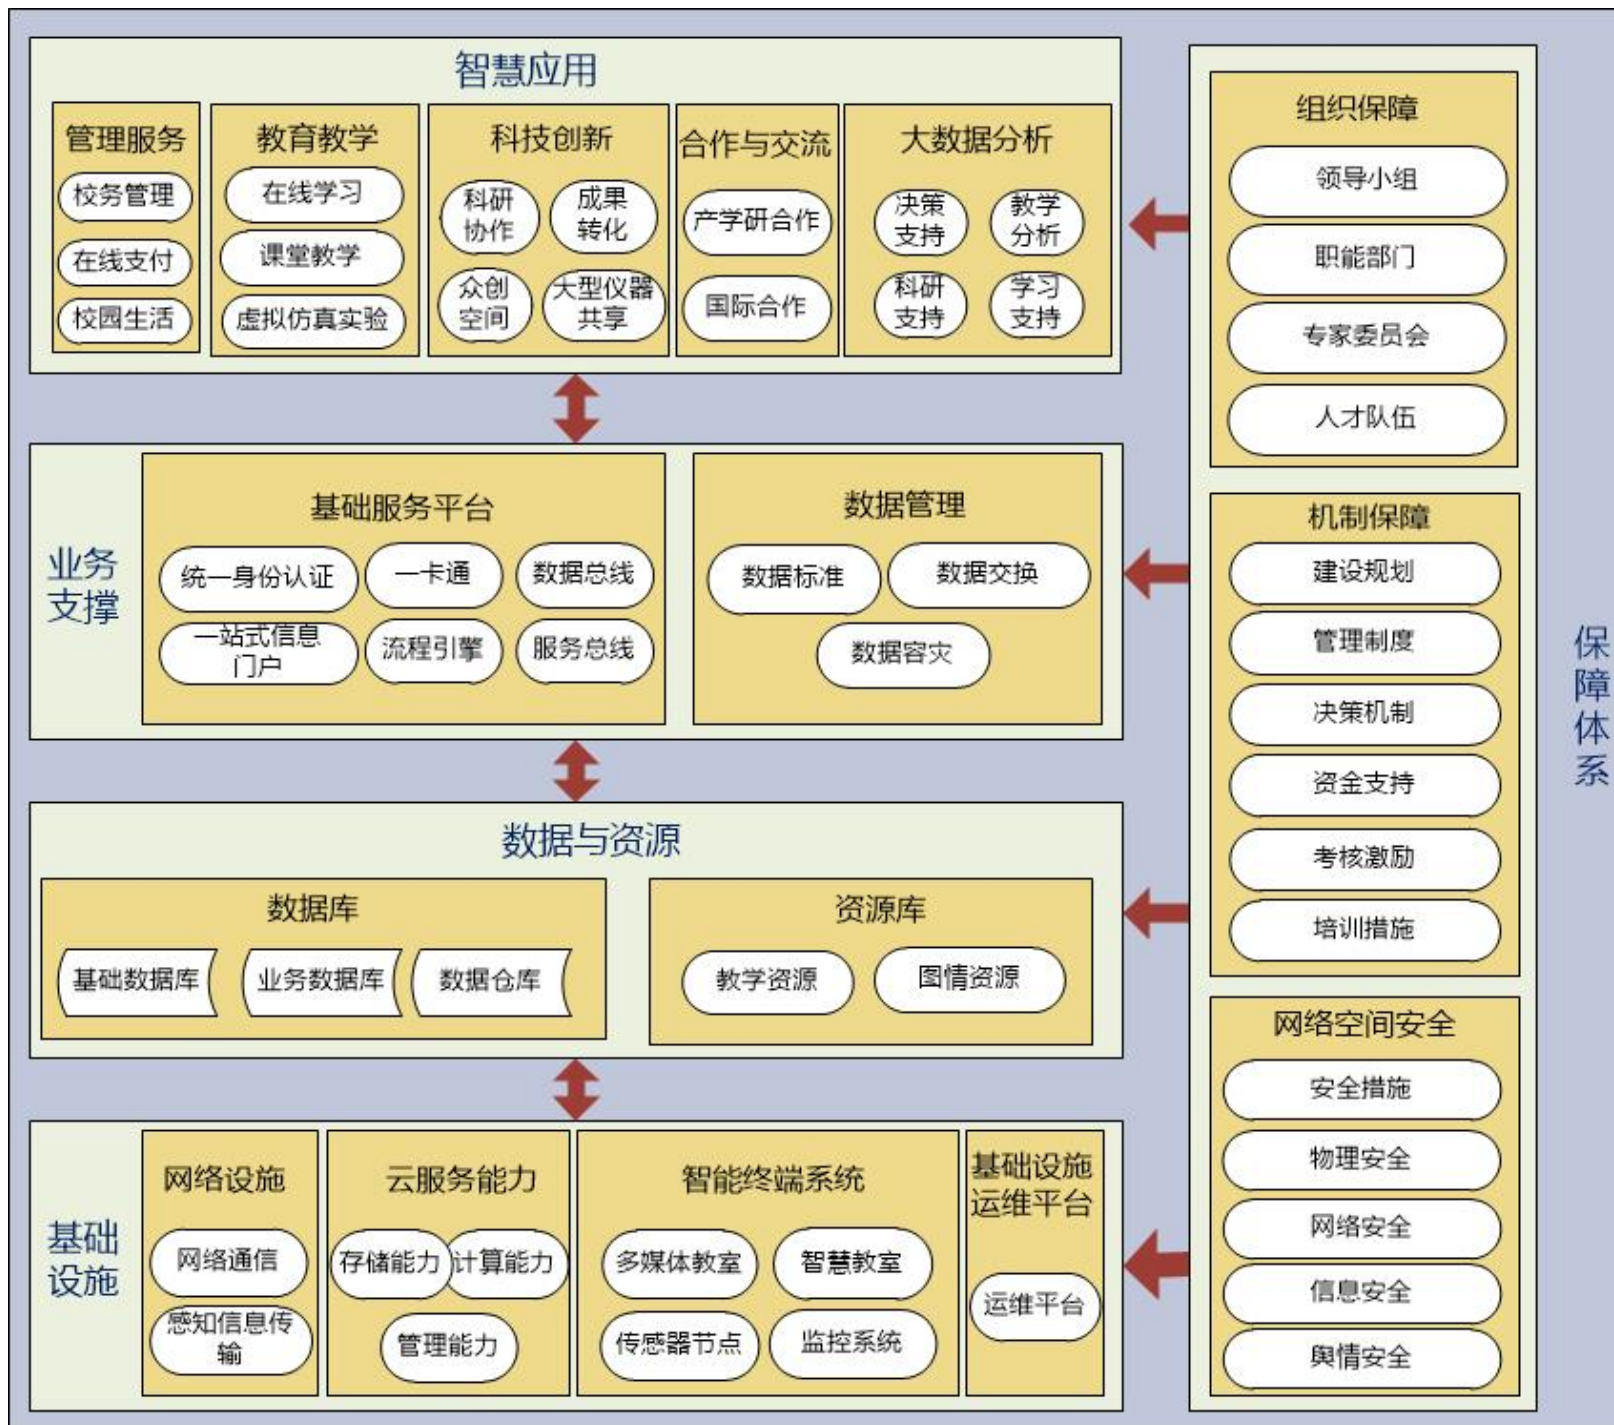 智慧应用
管理服务
校务管理
在线支付
校园生活
教育教学
在线学习
课堂教学
虚拟仿真实验
科技创新
科研
协作
成果
转化
众创
空间
大型仪器
共享
合作与交流
产学研合作
国际合作
大数据分析
决策
支持
教学
分析
科研
支持
学习
支持
业务
支撑
基础服务平台
统一身份认证
一卡通
数据总线
一站式信息
门户
流程引擎
服务总线
数据管理
数据标准
数据交换
数据容灾
数据与资源
数据库
基础数据库
业务数据库
数据仓库
资源库
教学资源
图情资源
基础
设施
网络设施
网络通信
感知信息传
输
云服务能力
存储能力
计算能力
管理能力
智能终端系统
多媒体教室
智慧教室
传感器节点
监控系统
基础设施
运维平台
运维平台
组织保障
领导小组
职能部门
专家委员会
人才队伍
机制保障
建设规划
管理制度
决策机制
资金支持
考核激励
培训措施
网络空间安全
安全措施
物理安全
网络安全
信息安全
舆情安全
保
障
体
系